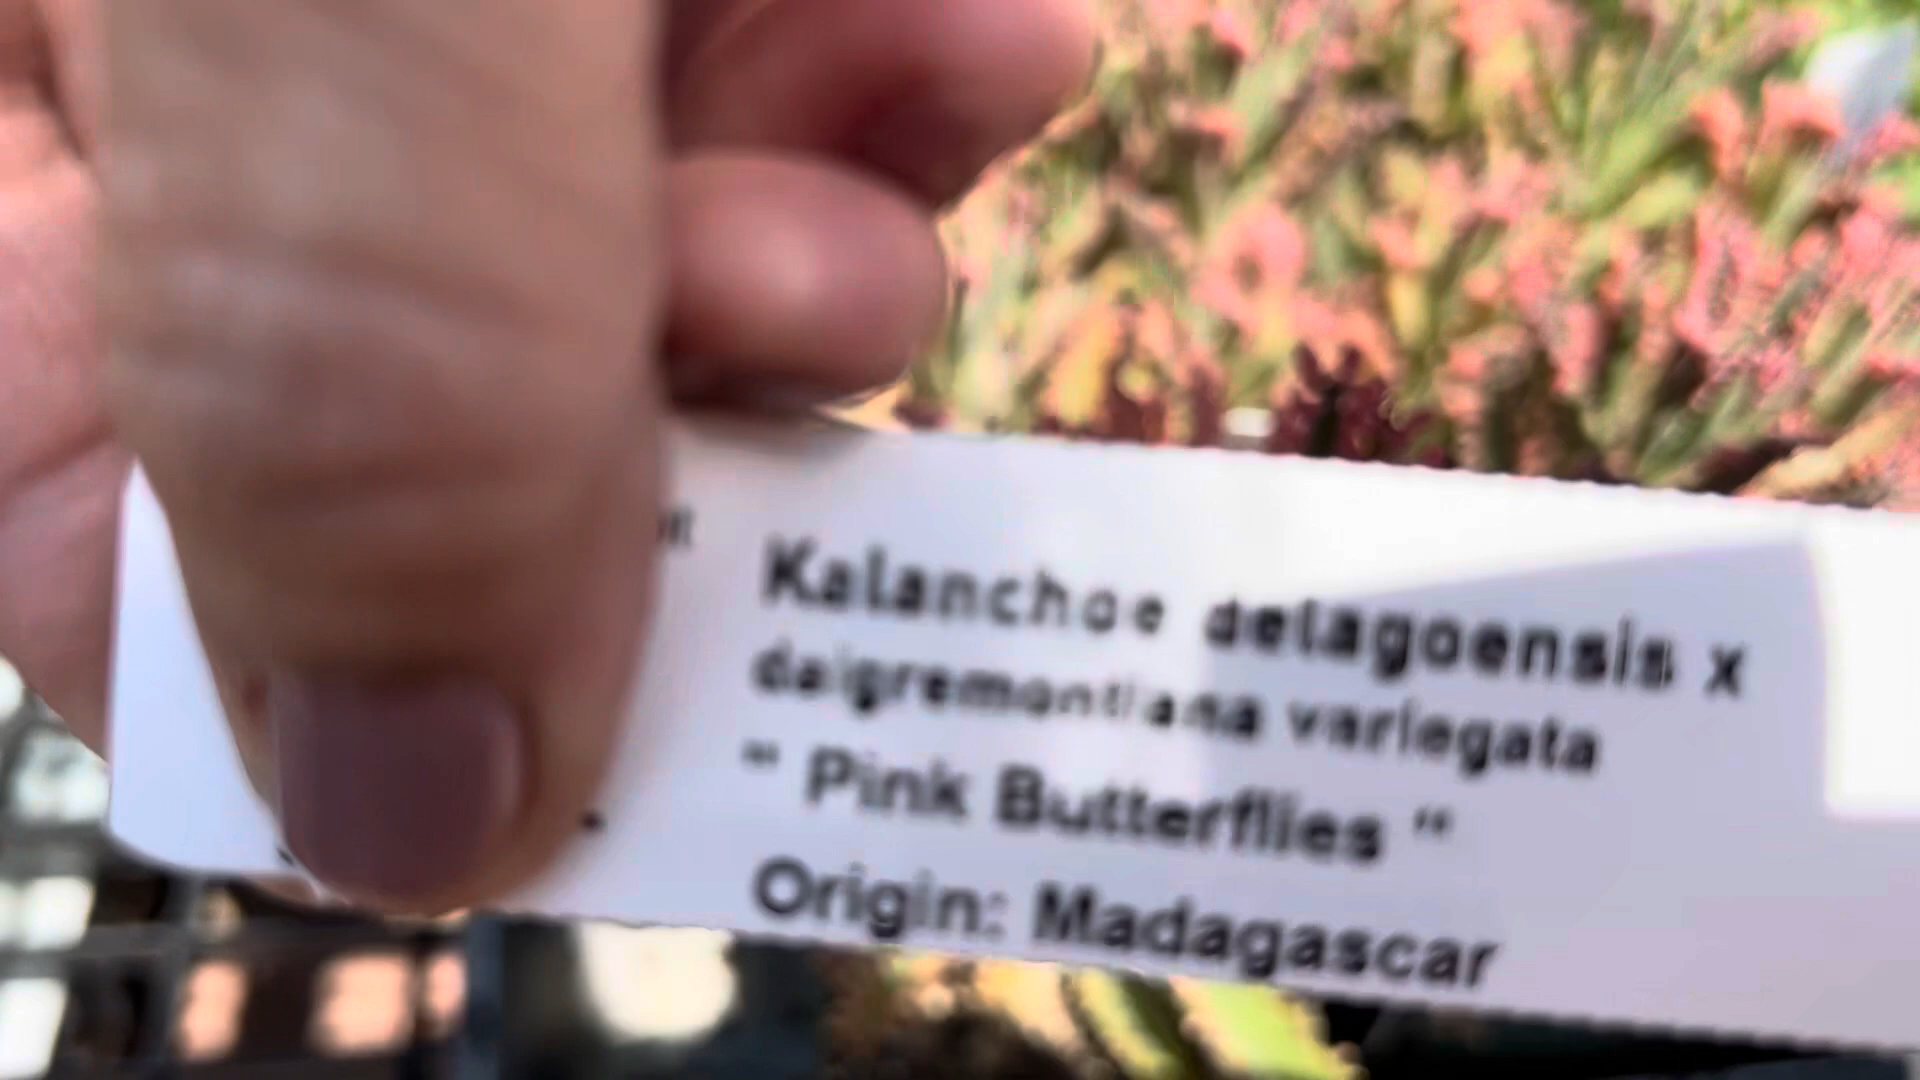 Kalanchoe delagoensis x
daigremontiana variegata
“ Pink Butterflies “
Origin: Madagascar